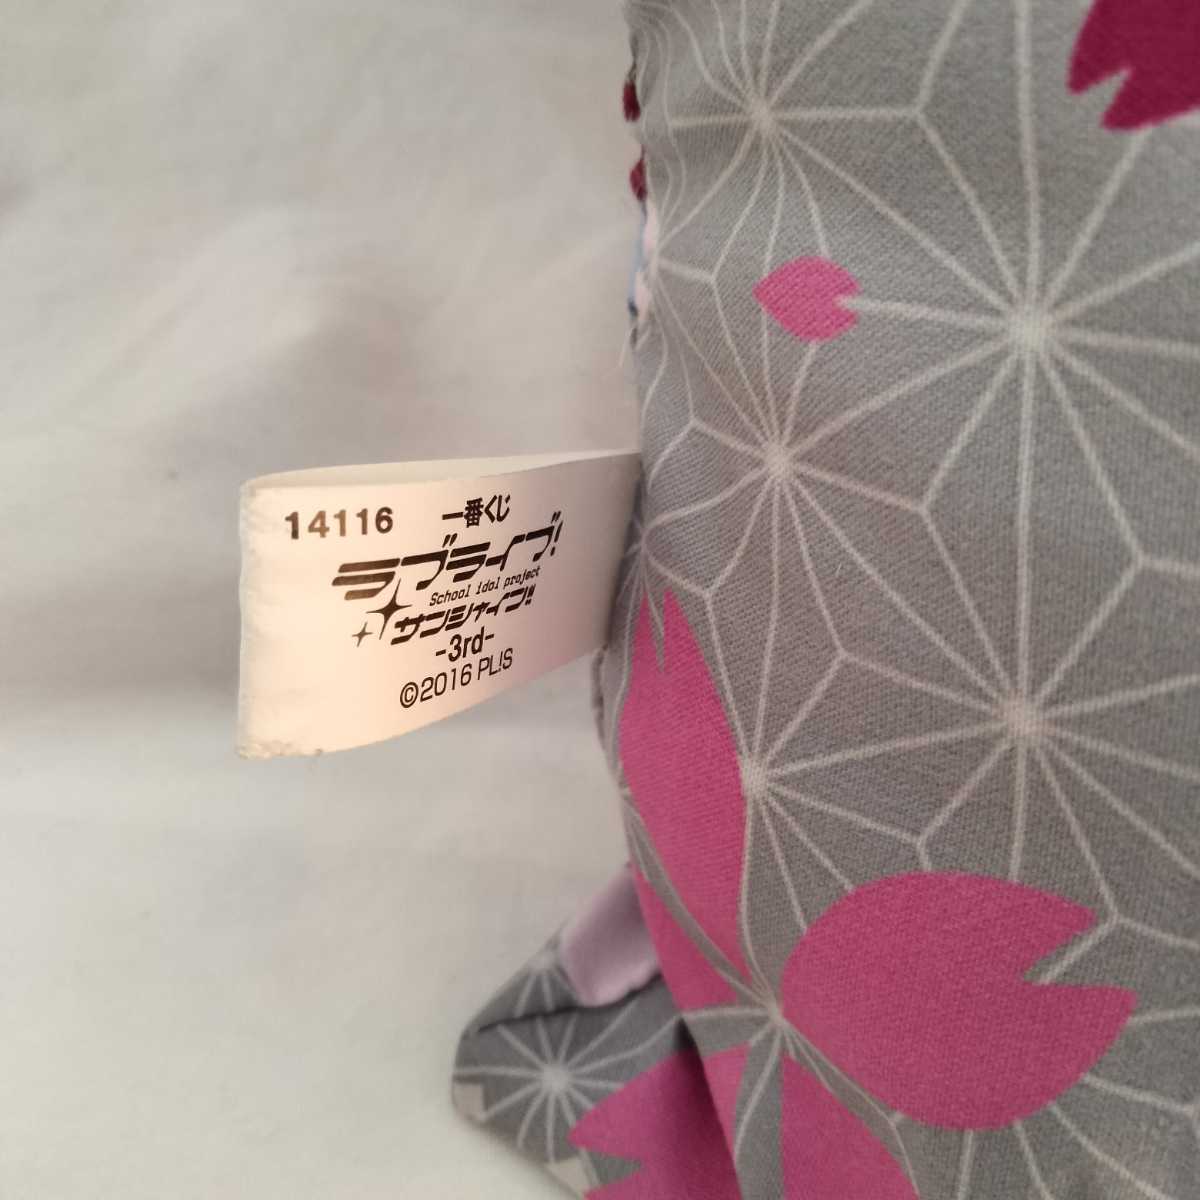 14116 一番くじ
ラブライブ!
School idol project
サンシャイン!!
-3rd-
©2016 PL!S